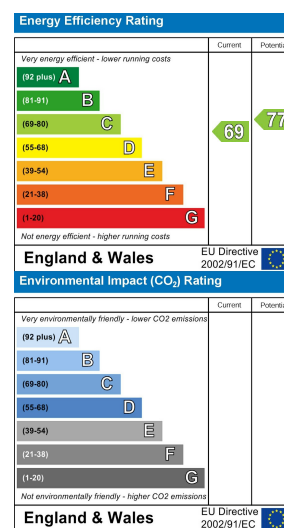 Energy Efficiency Rating
Current Potenti
Very energy efficient - lower running costs
(92 plus) A
(81-91) B
(69-80) C
(55-68) D
(39-54) E
(21-38) F
(1-20) G
69
77
Not energy efficient - higher running costs
England & Wales
EU Directive
2002/91/EC
Environmental Impact (CO₂) Rating
Current Potenti
Very environmentally friendly - lower CO2 emissions
(92 plus) A
(81-91) B
(69-80) C
(55-68) D
(39-54) E
(21-38) F
(1-20) G
Not environmentally friendly - higher CO2 emissions
England & Wales
EU Directive
2002/91/EC